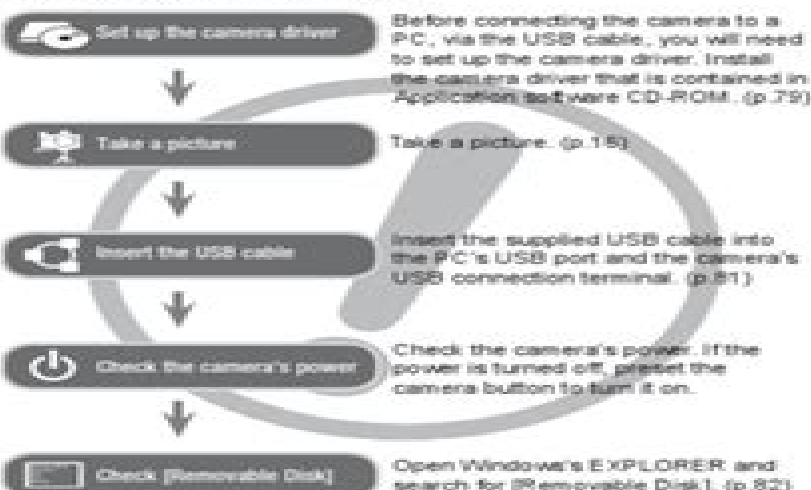 Set up the camera driver
Before connecting the camera to a
PC, via the USB cable, you will need
to set up the camera driver. Install
the camera driver that is contained in
Application software CD-ROM. (p.79)
Take a picture
Take a picture. (p.15)
Insert the USB cable
Insert the supplied USB cable into
the PC's USB port and the camera's
USB connection terminal. (p.81)
Check the camera's power
Check the camera's power. If the
power is turned off, preset the
camera button to turn it on.
Check [Removable Disk]
Open Windows's EXPLORER and
search for [Removable Disk]. (p.82)